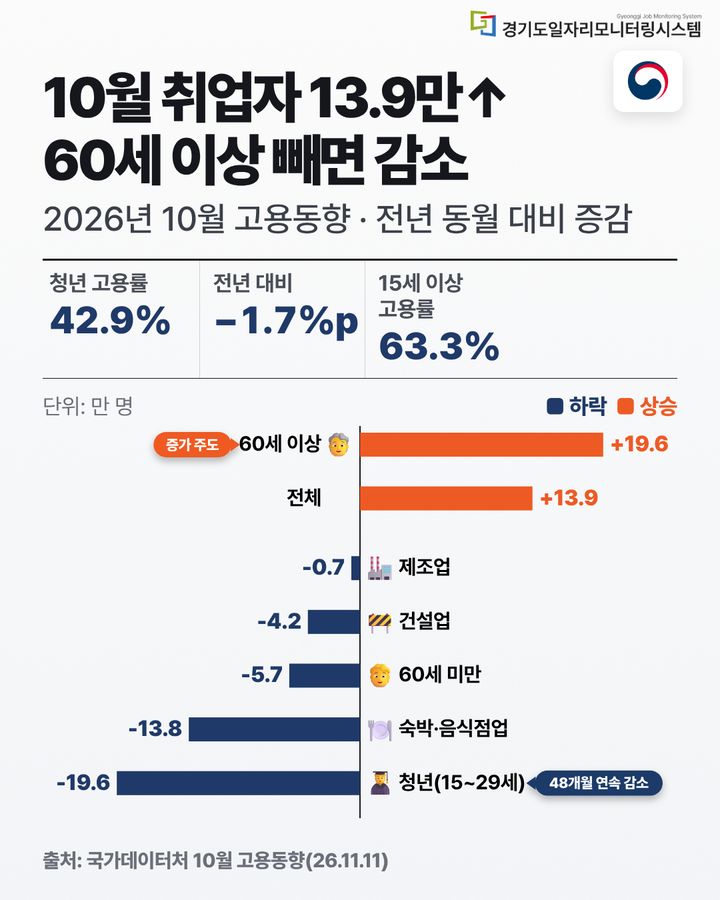 Gyeonggi Job Monitoring System
경기도일자리모니터링시스템
10월 취업자 13.9만↑
60세 이상 빼면 감소
2026년 10월 고용동향 · 전년 동월 대비 증감
청년 고용률
42.9%
전년 대비
−1.7%p
15세 이상
고용률
63.3%
단위: 만 명
하락 상승
증가 주도 60세 이상 +19.6
전체 +13.9
-0.7 제조업
-4.2 건설업
-5.7 60세 미만
-13.8 숙박·음식점업
-19.6 청년(15~29세) 48개월 연속 감소
출처: 국가데이터처 10월 고용동향(26.11.11)